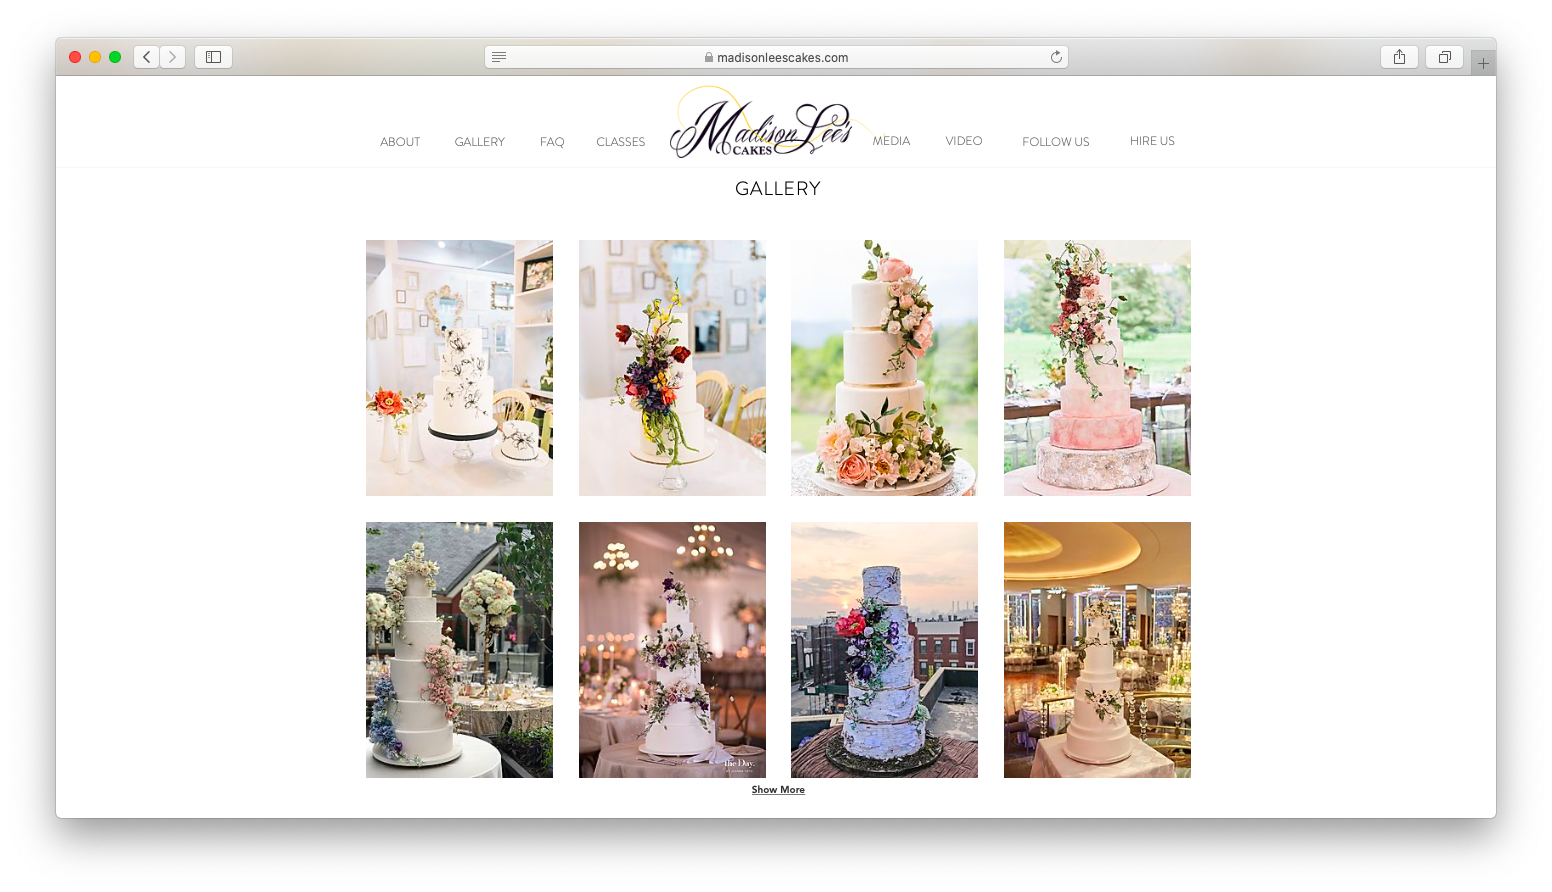 madisonleescakes.com
ABOUT GALLERY FAQ CLASSES Madison Lee's CAKES MEDIA VIDEO FOLLOW US HIRE US
GALLERY
the Day.
Show More